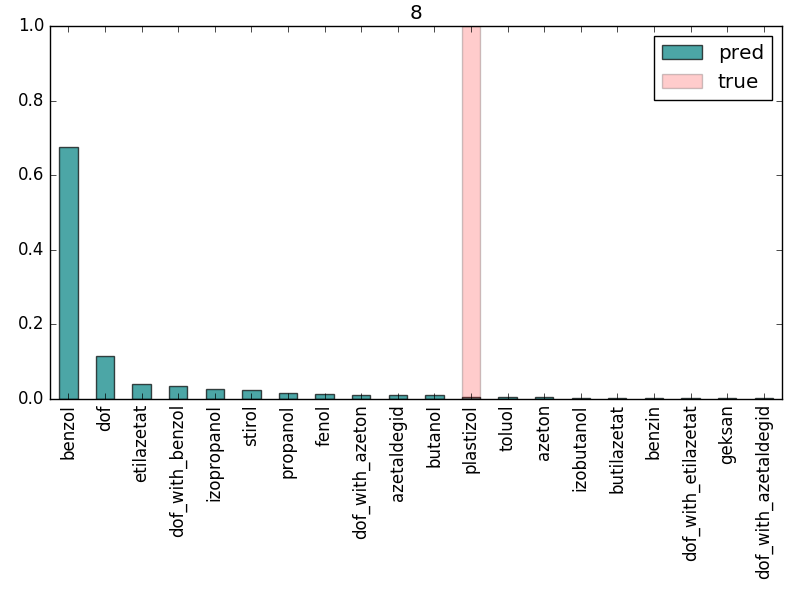 8
1.0
0.8
0.6
0.4
0.2
0.0
pred
true
benzol
dof
etilazetat
dof_with_benzol
izopropanol
stirol
propanol
fenol
dof_with_azeton
azetaldegid
butanol
plastizol
toluol
azeton
izobutanol
butilazetat
benzin
dof_with_etilazetat
geksan
dof_with_azetaldegid